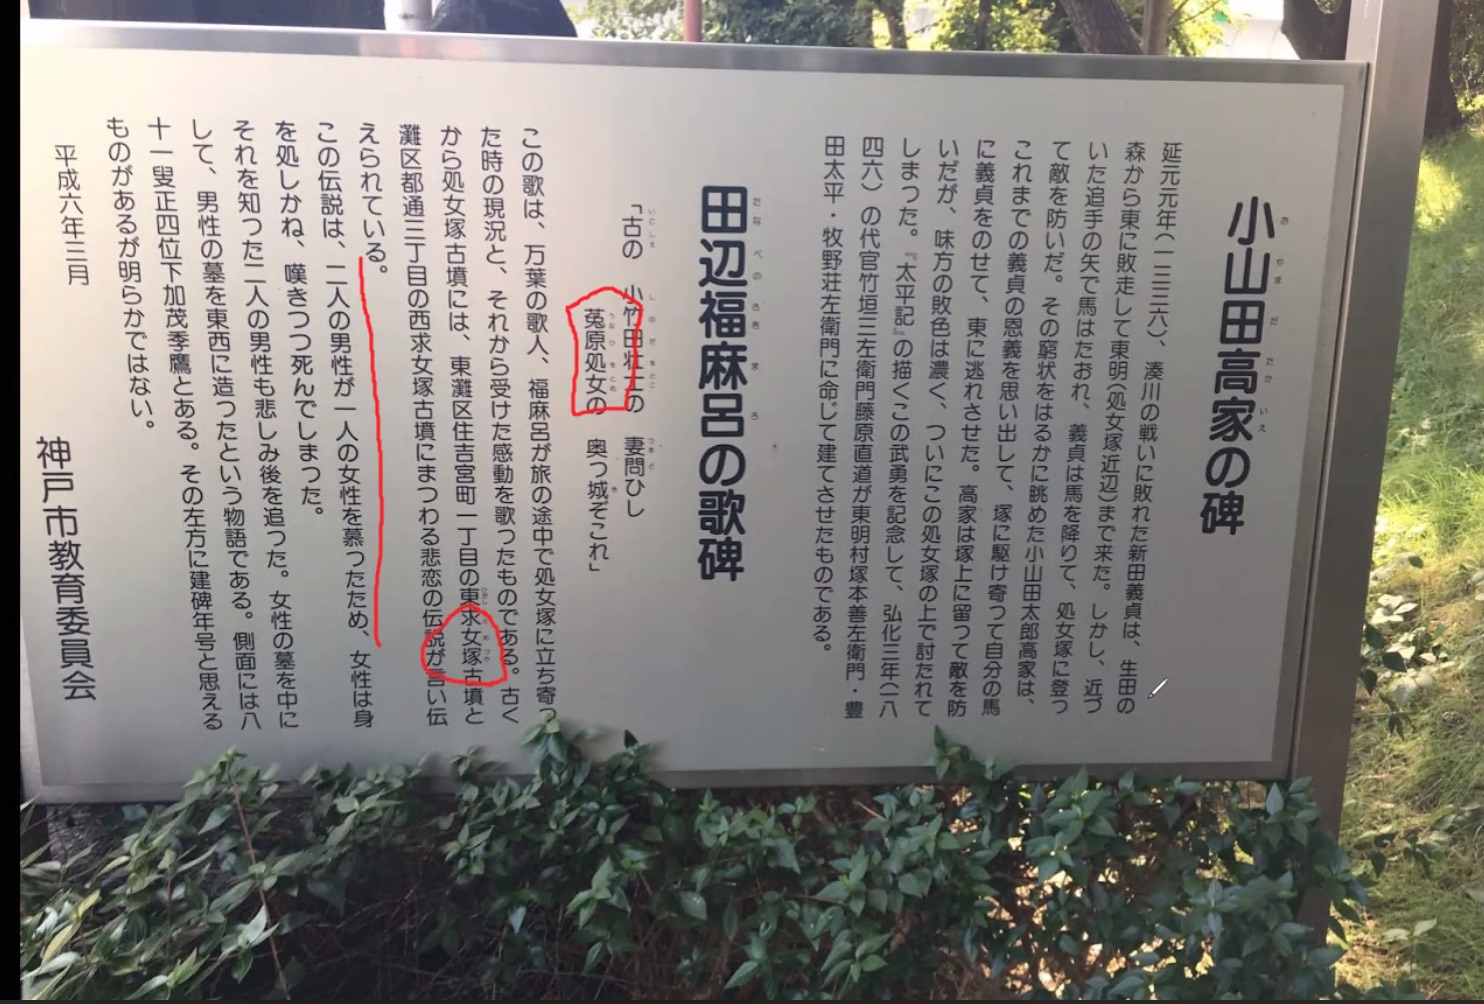 小山田高家の碑
延元元年(一三三六)、湊川の戦いに敗れた新田義貞は、生田の
森から東に敗走して東明(処女塚近辺)まで来た。しかし、近づ
いた追手の矢で馬はたおれ、義貞は馬を降りて、処女塚に登っ
て敵を防いだ。その窮状をはるかに眺めた小山田太郎高家は、
これまでの義貞の恩義を思い出して、塚に駆け寄って自分の馬
に義貞をのせて、東に逃れさせた。高家は塚上に留って敵を防
いだが、味方の敗色は濃く、ついにこの処女塚の上で討たれて
しまった。『太平記』の描くこの武勇を記念して、弘化三年(一八
四六)の代官竹垣三左衛門藤原直道が東明村塚本善左衛門・豊
田太平・牧野荘左衛門に命じて建てさせたものである。
田辺福麻呂の歌碑
「古の 小竹田壮士の 妻問ひし
菟原処女の 奥つ城ぞこれ」
この歌は、万葉の歌人、福麻呂が旅の途中で処女塚に立ち寄っ
た時の現況と、それから受けた感動を歌ったものである。古く
から処女塚古墳には、東灘区住吉宮町一丁目の東求女塚古墳と
灘区都通三丁目の西求女塚古墳にまつわる悲恋の伝説が言い伝
えられている。
この伝説は、二人の男性が一人の女性を慕ったため、女性は身
を処しかね、嘆きつつ死んでしまった。
それを知った二人の男性も悲しみ後を追った。女性の墓を中に
して、男性の墓を東西に造ったという物語である。側面には八
十一叟正四位下加茂季鷹とある。その左方に建碑年号と思える
ものがあるが明らかではない。
平成六年三月
神戸市教育委員会